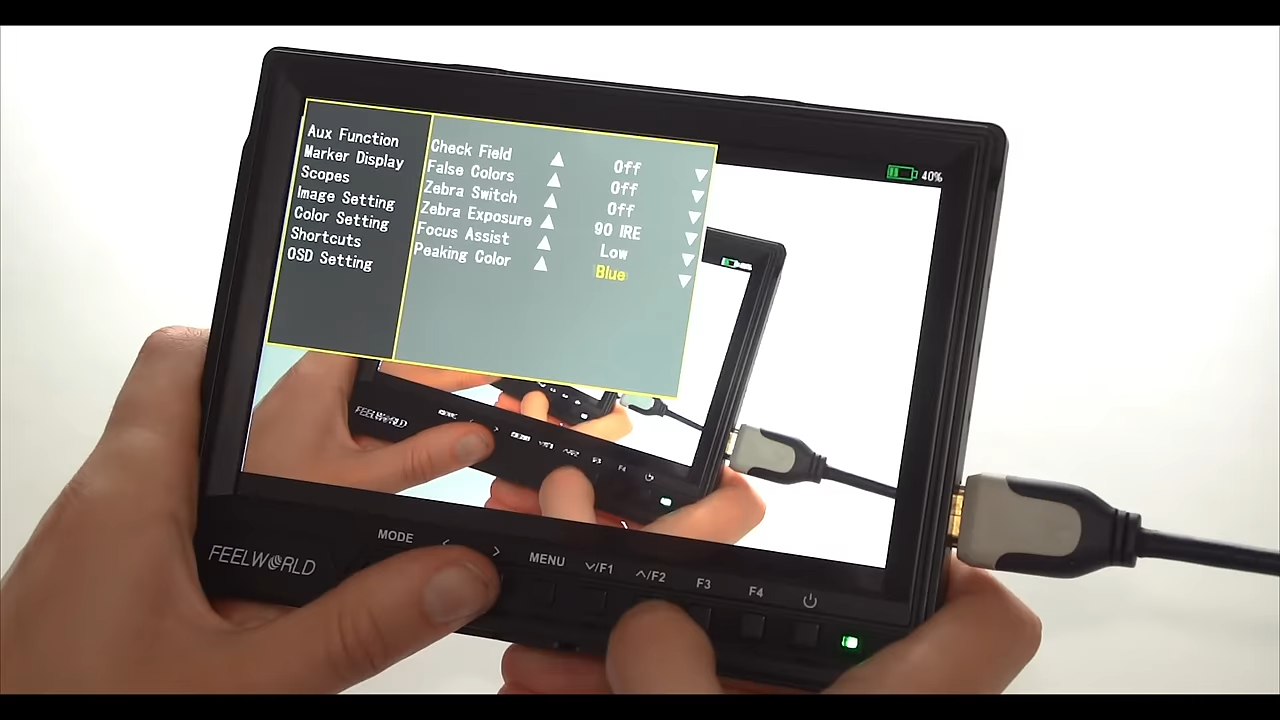 Aux Function
Marker Display
Scopes
Image Setting
Color Setting
Shortcuts
OSD Setting
Check Field Off
False Colors Off
Zebra Switch Off
Zebra Exposure 90 IRE
Focus Assist Low
Peaking Color Blue
40%
FEELWORLD
F4
FEELWORLD
MODE < > MENU ∨/F1 ∧/F2 F3 F4